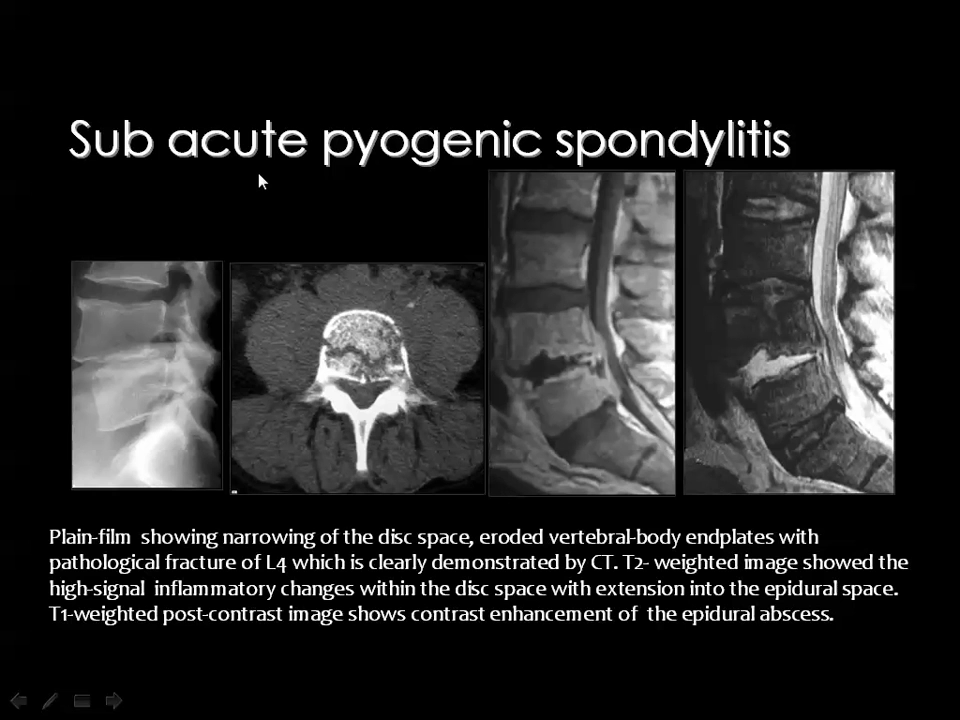 Sub acute pyogenic spondylitis
Plain-film showing narrowing of the disc space, eroded vertebral-body endplates with
pathological fracture of L4 which is clearly demonstrated by CT. T2- weighted image showed the
high-signal inflammatory changes within the disc space with extension into the epidural space.
T1-weighted post-contrast image shows contrast enhancement of the epidural abscess.